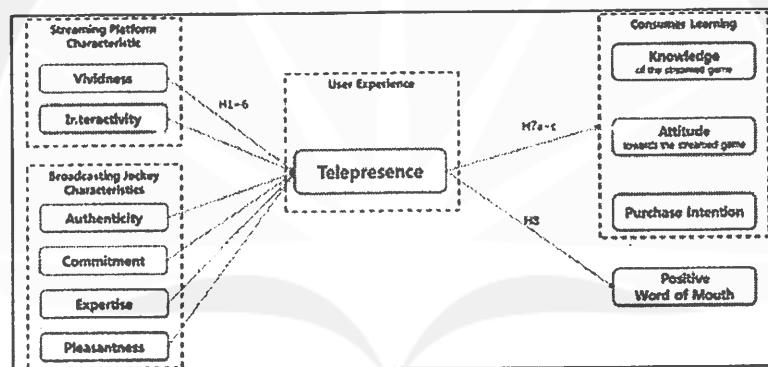 Streaming Platform
Characteristic
Vividness
Interactivity
H1~6
Broadcasting Jockey
Characteristics
Authenticity
Commitment
Expertise
Pleasantness
User Experience
Telepresence
H7a~c
H8
Consumer Learning
Knowledge
of the streamed game
Attitude
towards the streamed game
Purchase Intention
Positive
Word of Mouth